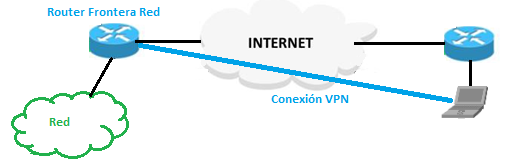 Router Frontera Red
INTERNET
Conexión VPN
Red